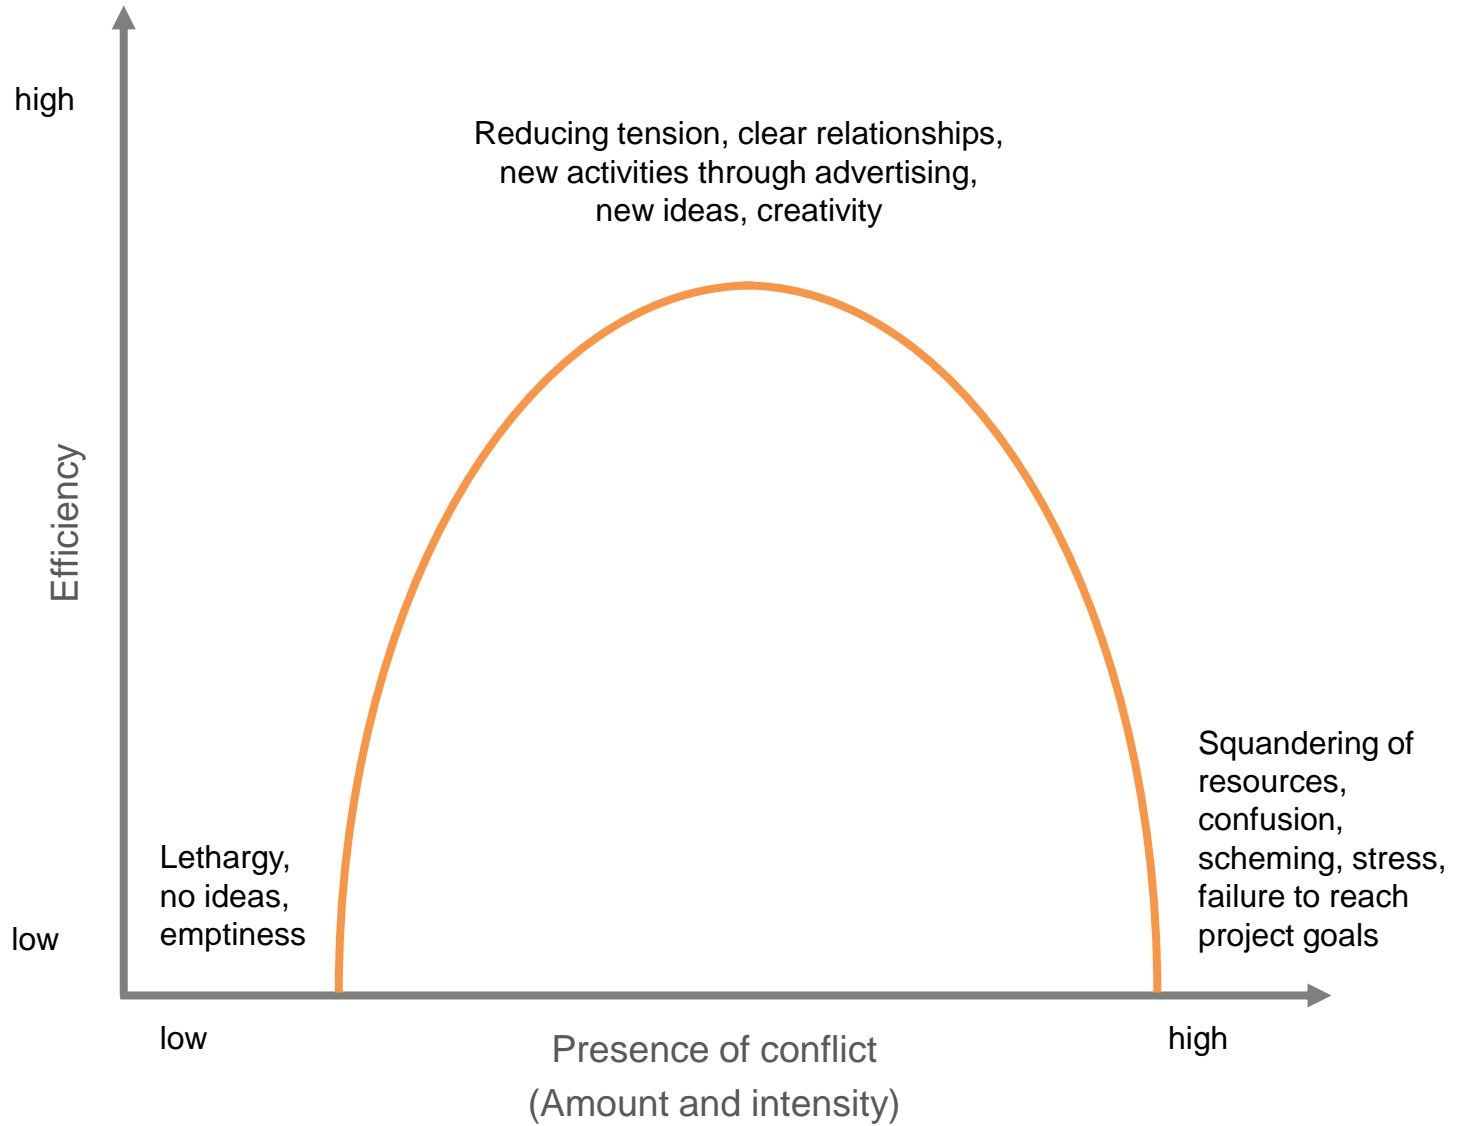 high
Reducing tension, clear relationships,
new activities through advertising,
new ideas, creativity
Efficiency
Squandering of
resources,
confusion,
scheming, stress,
failure to reach
project goals
Lethargy,
no ideas,
emptiness
low
low
Presence of conflict
(Amount and intensity)
high